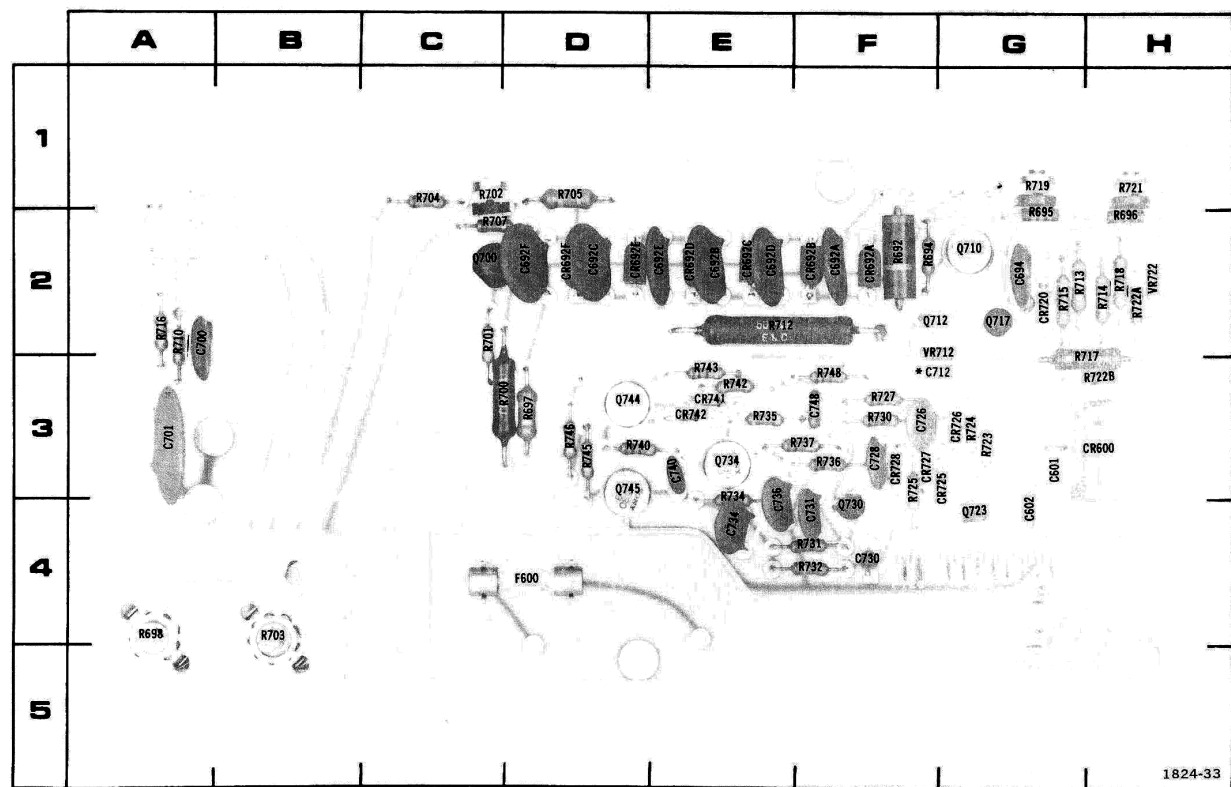 A B C D E F G H
1
R704 R702 R705 R719 R721
R707 R695 R696
2
Q700 C692F CR692F C692C CR692E C692E CR692D C692B CR692C C692D CR692B C692A CR692A R692 R694 Q710 C694 CR720 R715 R713 R714 R718 R722A VR722
R716 R710 C700 R701 R712 Q712 Q717
VR712 R717
R700 R697 R743 R742 R748 * C712 R722B
3
C701 Q744 CR741 CR742 R735 C748 R727 R730 C726 CR726 R724 R723
R746 R745 R740 C740 Q734 R737 R736 C728 CR728 CR727 R725 CR725 C601 CR600
Q745 R734 C734 C736 C731 Q730 Q723 C602
4
R731 C730
F600 R732
R698 R703
5
1824-33